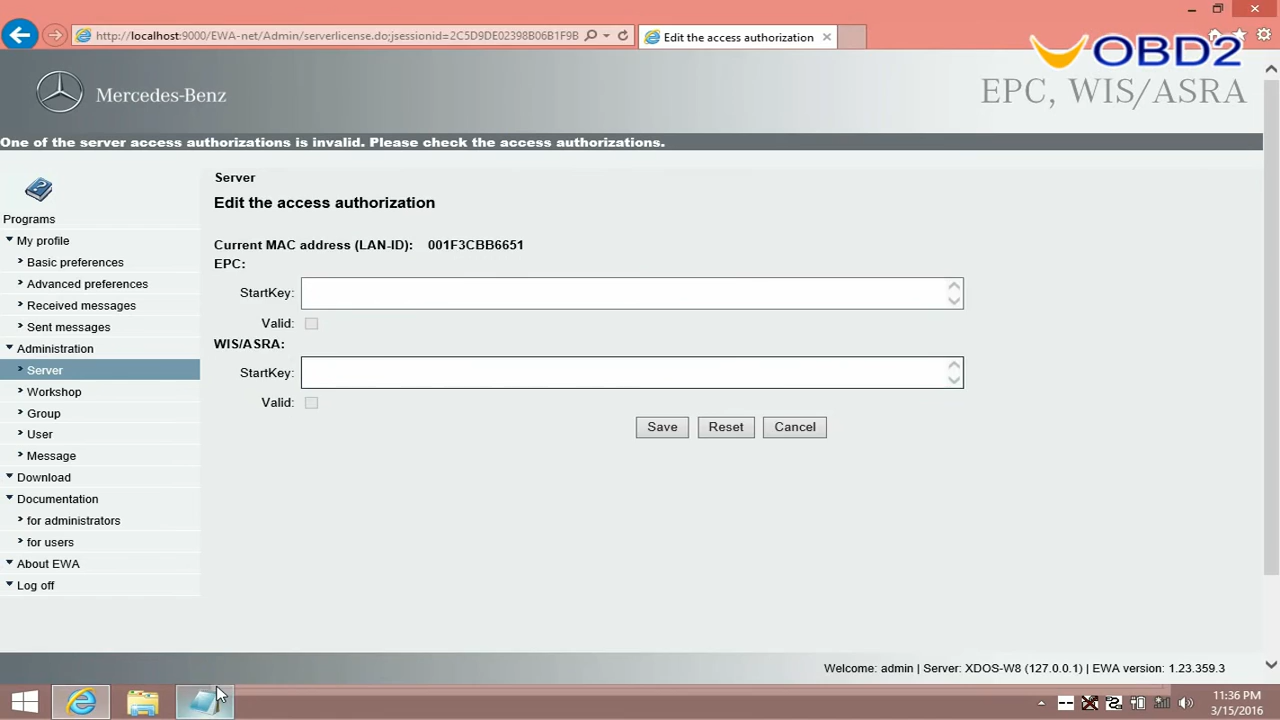 http://localhost:9000/EWA-net/Admin/serverlicense.do;jsessionid=2C5D9DE02398B06B1F9B
Edit the access authorization
OBD2
Mercedes-Benz
EPC, WIS/ASRA
One of the server access authorizations is invalid. Please check the access authorizations.
Programs
My profile
Basic preferences
Advanced preferences
Received messages
Sent messages
Administration
Server
Workshop
Group
User
Message
Download
Documentation
for administrators
for users
About EWA
Log off
Server
Edit the access authorization
Current MAC address (LAN-ID): 001F3CBB6651
EPC:
StartKey:
Valid:
WIS/ASRA:
StartKey:
Valid:
Save Reset Cancel
Welcome: admin | Server: XDOS-W8 (127.0.0.1) | EWA version: 1.23.359.3
11:36 PM
3/15/2016